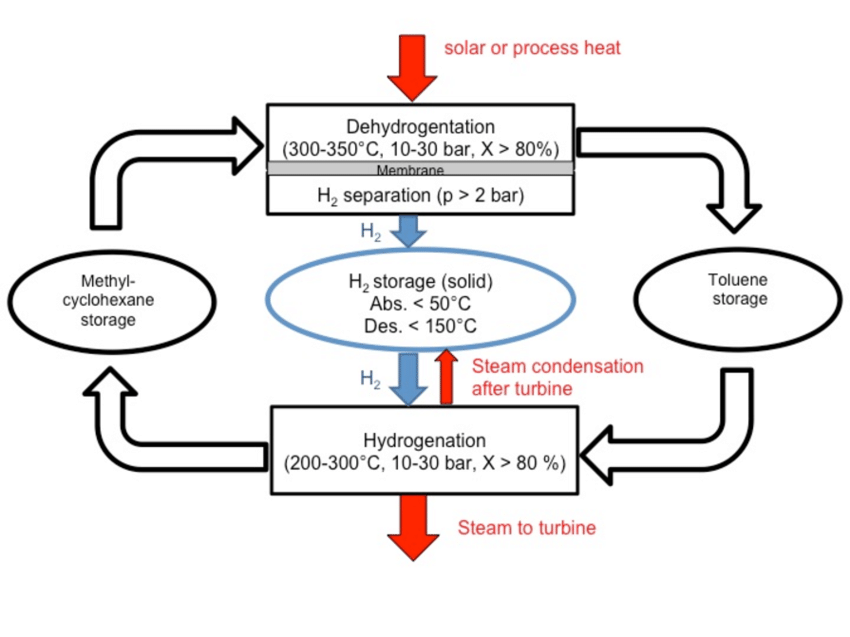 solar or process heat
Dehydrogentation
(300-350°C, 10-30 bar, X > 80%)
Membrane
H₂ separation (p > 2 bar)
H₂
Methyl-
cyclohexane
storage
H₂ storage (solid)
Abs. < 50°C
Des. < 150°C
Toluene
storage
H₂
Steam condensation
after turbine
Hydrogenation
(200-300°C, 10-30 bar, X > 80 %)
Steam to turbine